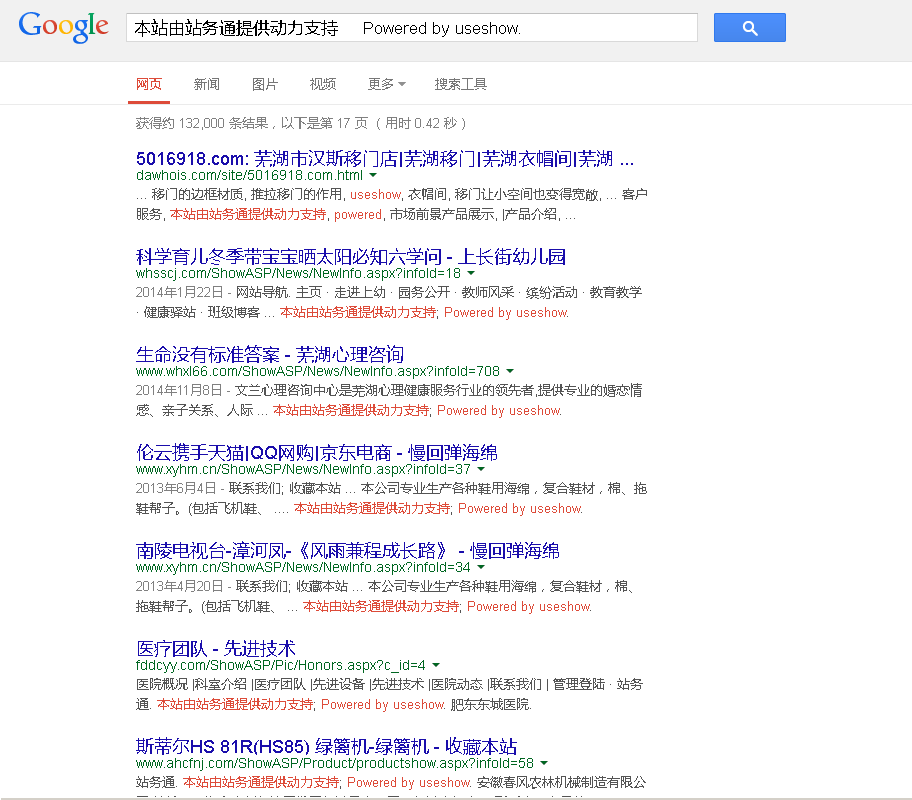 Google 本站由站务通提供动力支持 Powered by useshow.
网页 新闻 图片 视频 更多 搜索工具
获得约 132,000 条结果，以下是第 17 页 （用时 0.42 秒）
5016918.com: 芜湖市汉斯移门店|芜湖移门|芜湖衣帽间|芜湖 ...
dawhois.com/site/5016918.com.html
... 移门的边框材质, 推拉移门的作用, useshow, 衣帽间, 移门让小空间也变得宽敞, ... 客户
服务, 本站由站务通提供动力支持, powered, 市场前景产品展示, |产品介绍, ...
科学育儿冬季带宝宝晒太阳必知六学问 - 上长街幼儿园
whsscj.com/ShowASP/News/NewInfo.aspx?infoId=18
2014年1月22日 - 网站导航. 主页 · 走进上幼 · 园务公开 · 教师风采 · 缤纷活动 · 教育教学
· 健康驿站 · 班级博客 ... 本站由站务通提供动力支持; Powered by useshow.
生命没有标准答案 - 芜湖心理咨询
www.whxl66.com/ShowASP/News/NewInfo.aspx?infoId=708
2014年11月8日 - 文兰心理咨询中心是芜湖心理健康服务行业的领先者,提供专业的婚恋情
感、亲子关系、人际 ... 本站由站务通提供动力支持; Powered by useshow.
伦云携手天猫|QQ网购|京东电商 - 慢回弹海绵
www.xyhm.cn/ShowASP/News/NewInfo.aspx?infoId=37
2013年6月4日 - 联系我们; 收藏本站 ... 本公司专业生产各种鞋用海绵，复合鞋材，棉、拖
鞋帮子。(包括飞机鞋、 .... 本站由站务通提供动力支持; Powered by useshow.
南陵电视台-漳河凤-《风雨兼程成长路》 - 慢回弹海绵
www.xyhm.cn/ShowASP/News/NewInfo.aspx?infoId=34
2013年4月20日 - 联系我们; 收藏本站 ... 本公司专业生产各种鞋用海绵，复合鞋材，棉、
拖鞋帮子。(包括飞机鞋、 ... 本站由站务通提供动力支持; Powered by useshow.
医疗团队 - 先进技术
fddcyy.com/ShowASP/Pic/Honors.aspx?c_id=4
医院概况 |科室介绍 |医疗团队 |先进设备 |先进技术 |医院动态 |联系我们 | 管理登陆 · 站务
通. 本站由站务通提供动力支持; Powered by useshow. 肥东东城医院.
斯蒂尔HS 81R(HS85) 绿篱机-绿篱机 - 收藏本站
www.ahcfnj.com/ShowASP/Product/productshow.aspx?infoId=58
站务通. 本站由站务通提供动力支持; Powered by useshow. 安徽春风农林机械制造有限公